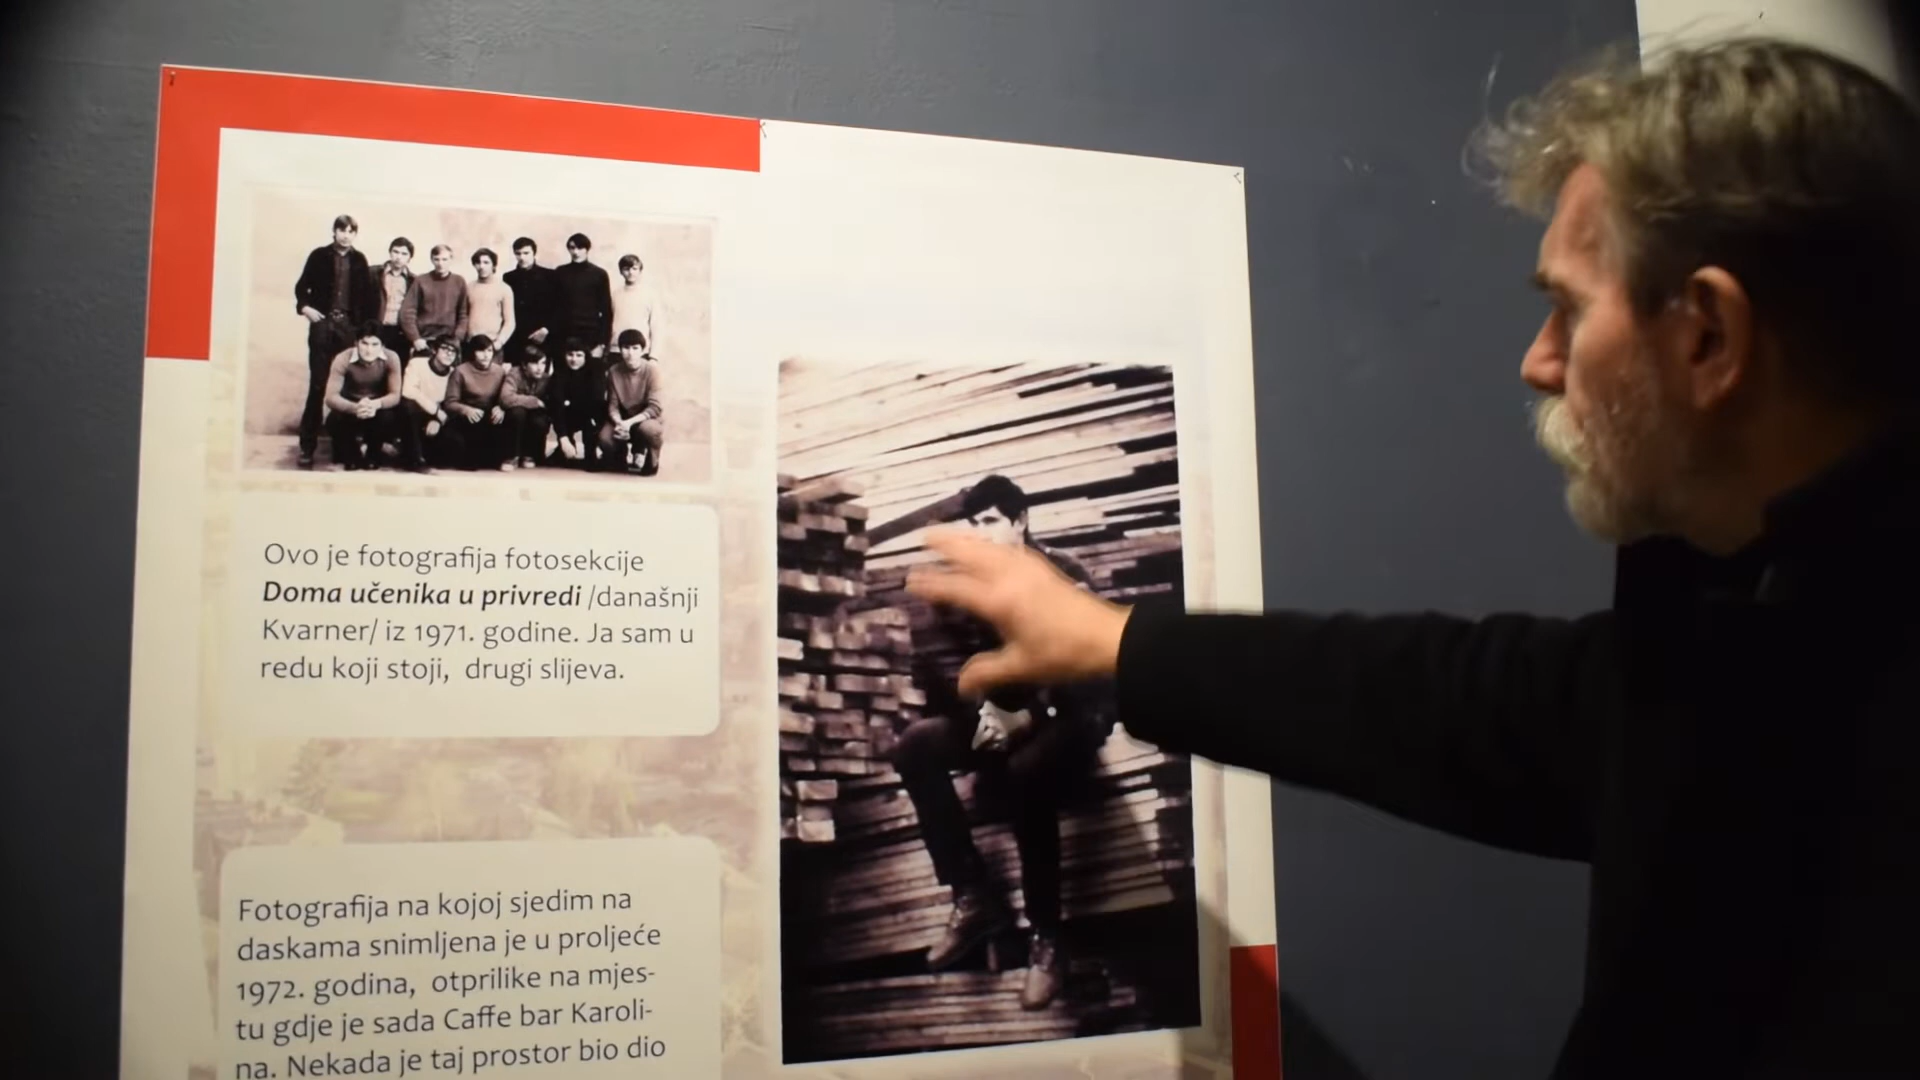 Ovo je fotografija fotosekcije
Doma učenika u privredi /današnji
Kvarner/ iz 1971. godine. Ja sam u
redu koji stoji, drugi slijeva.
Fotografija na kojoj sjedim na
daskama snimljena je u proljeće
1972. godina, otprilike na mjes-
tu gdje je sada Caffe bar Karoli-
na. Nekada je taj prostor bio dio